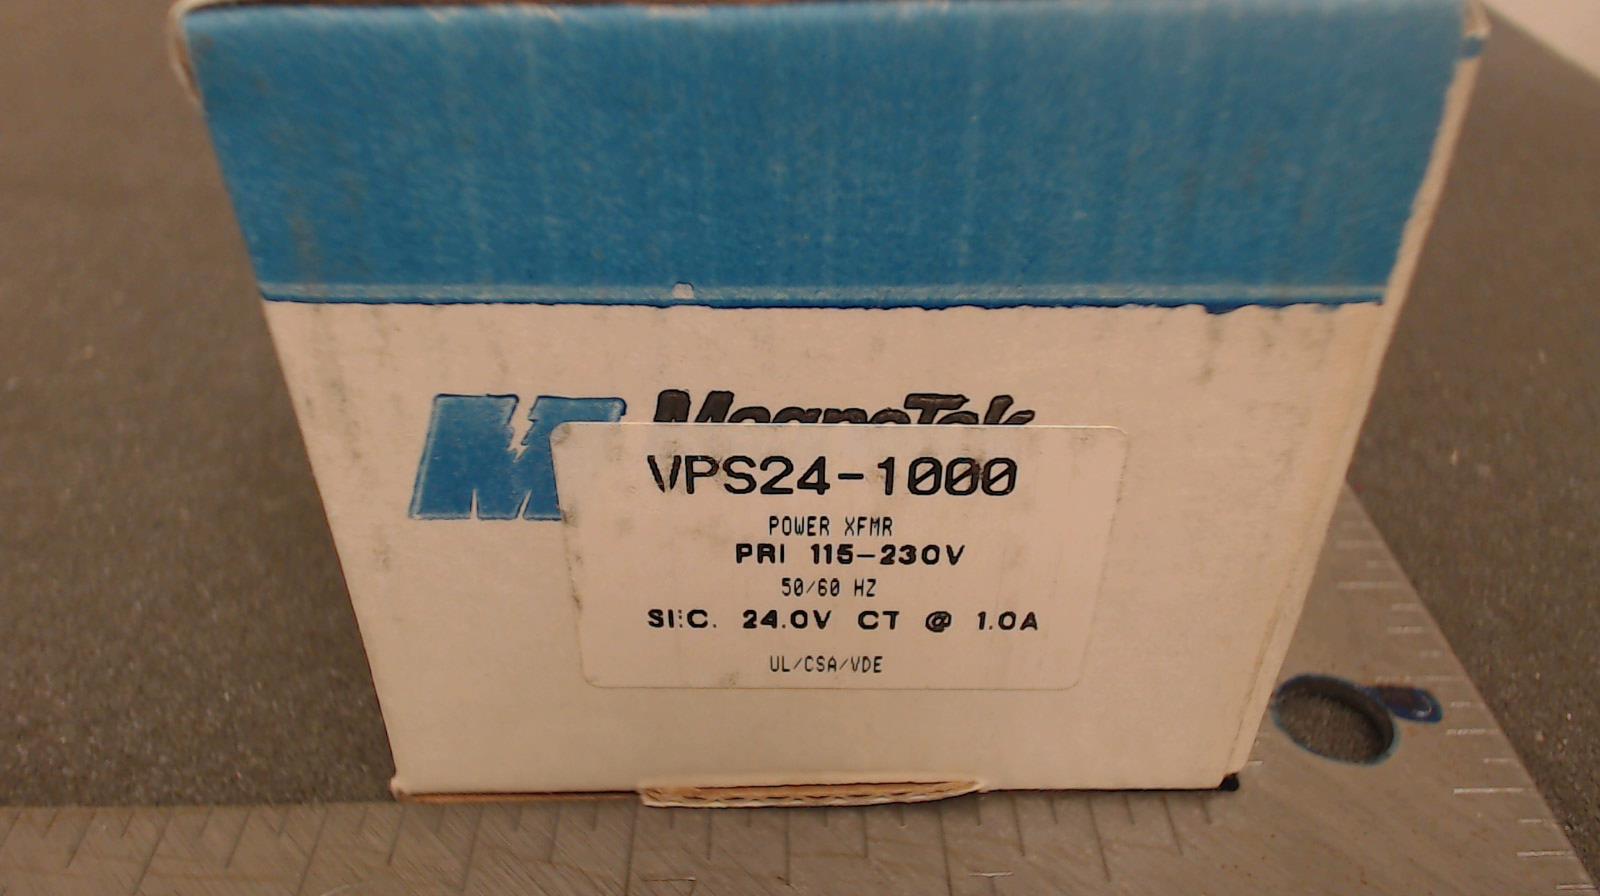 MagneTek
VPS24-1000
POWER XFMR
PRI 115-230V
50/60 HZ
SEC. 24.0V CT @ 1.0A
UL/CSA/VDE